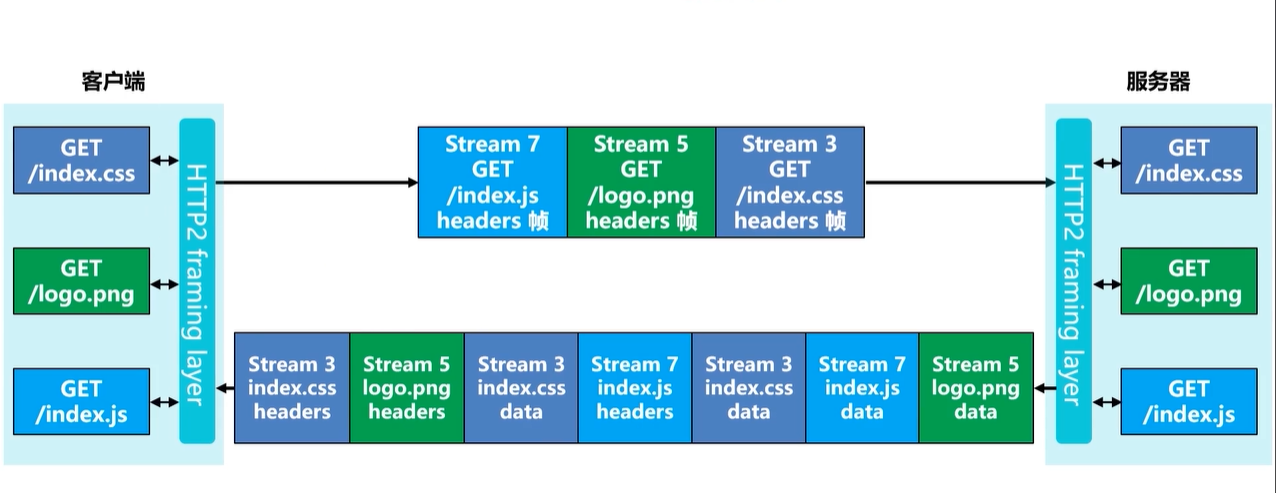 客户端
服务器
GET
/index.css
GET
/logo.png
GET
/index.js
HTTP2 framing layer
Stream 7
GET
/index.js
headers 帧
Stream 5
GET
/logo.png
headers 帧
Stream 3
GET
/index.css
headers 帧
Stream 3
index.css
headers
Stream 5
logo.png
headers
Stream 3
index.css
data
Stream 7
index.js
headers
Stream 3
index.css
data
Stream 7
index.js
data
Stream 5
logo.png
data
HTTP2 framing layer
GET
/index.css
GET
/logo.png
GET
/index.js